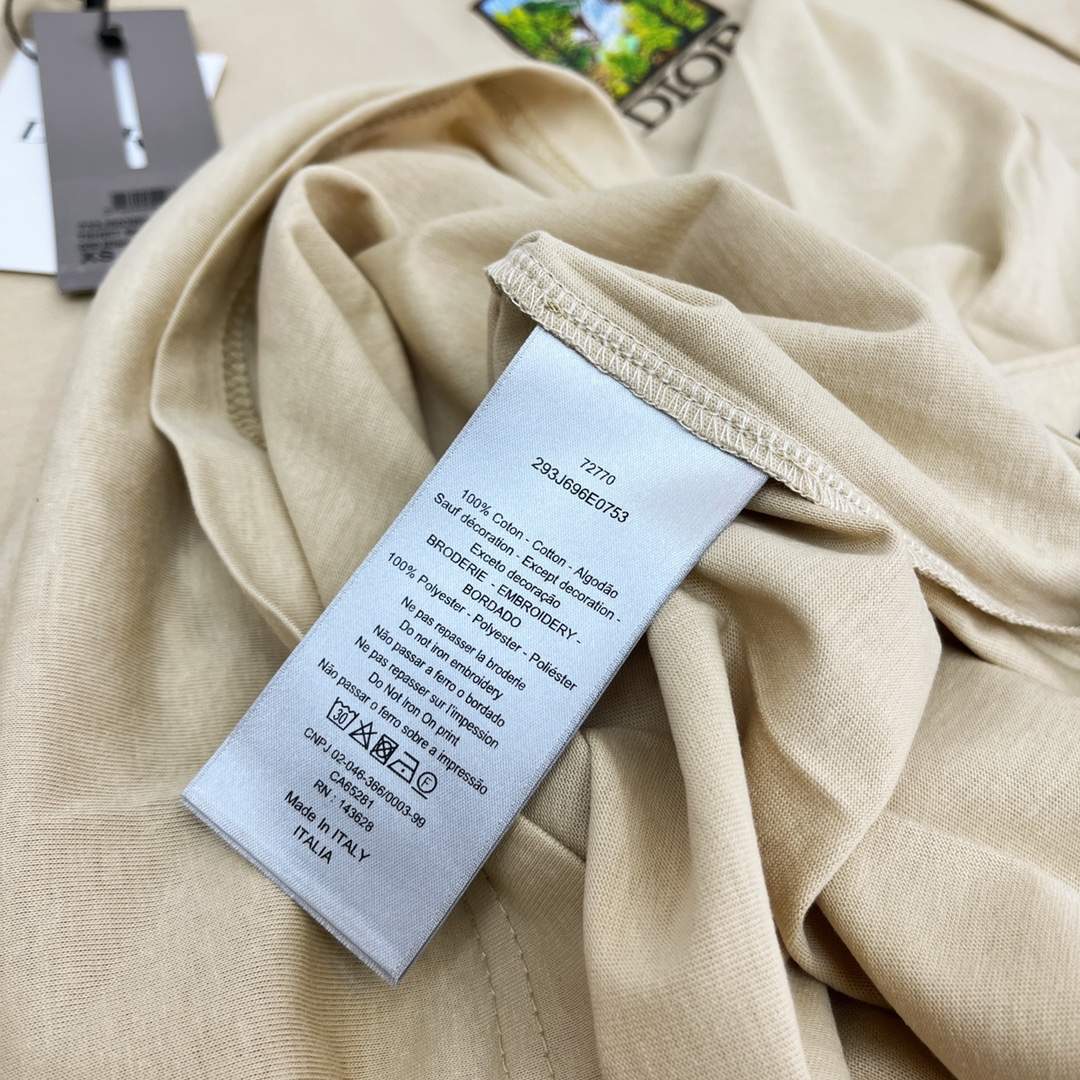 DIOR
XS
72770
293J696E0753
100% Coton - Cotton - Algodão
Sauf décoration - Except decoration -
Exceto decoração
BRODERIE - EMBROIDERY -
BORDADO
100% Polyester - Polyester - Poliéster
Ne pas repasser la broderie
Do not iron embroidery
Não passar a ferro o bordado
Ne pas repasser sur l'impession
Do Not Iron On print
Não passar o ferro sobre a impressão
30 F
CNPJ 02-046-366/0003-99
CA65281
RN : 143628
Made In ITALY
ITALIA